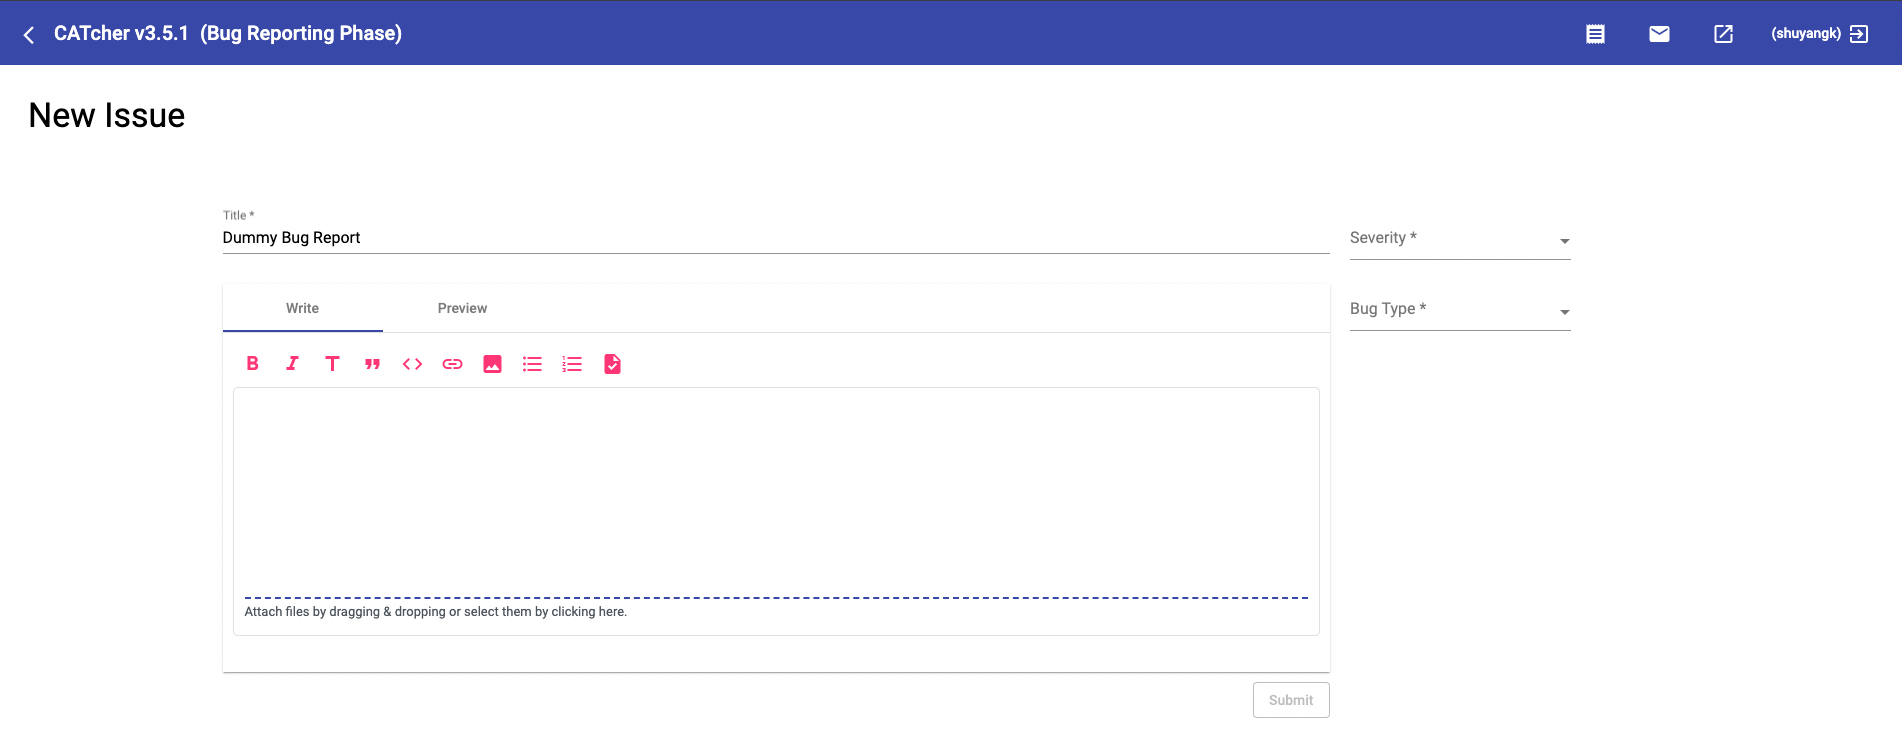 CATcher v3.5.1 (Bug Reporting Phase)
(shuyangk)
New Issue
Title *
Dummy Bug Report
Severity *
Write Preview
Bug Type *
Attach files by dragging & dropping or select them by clicking here.
Submit